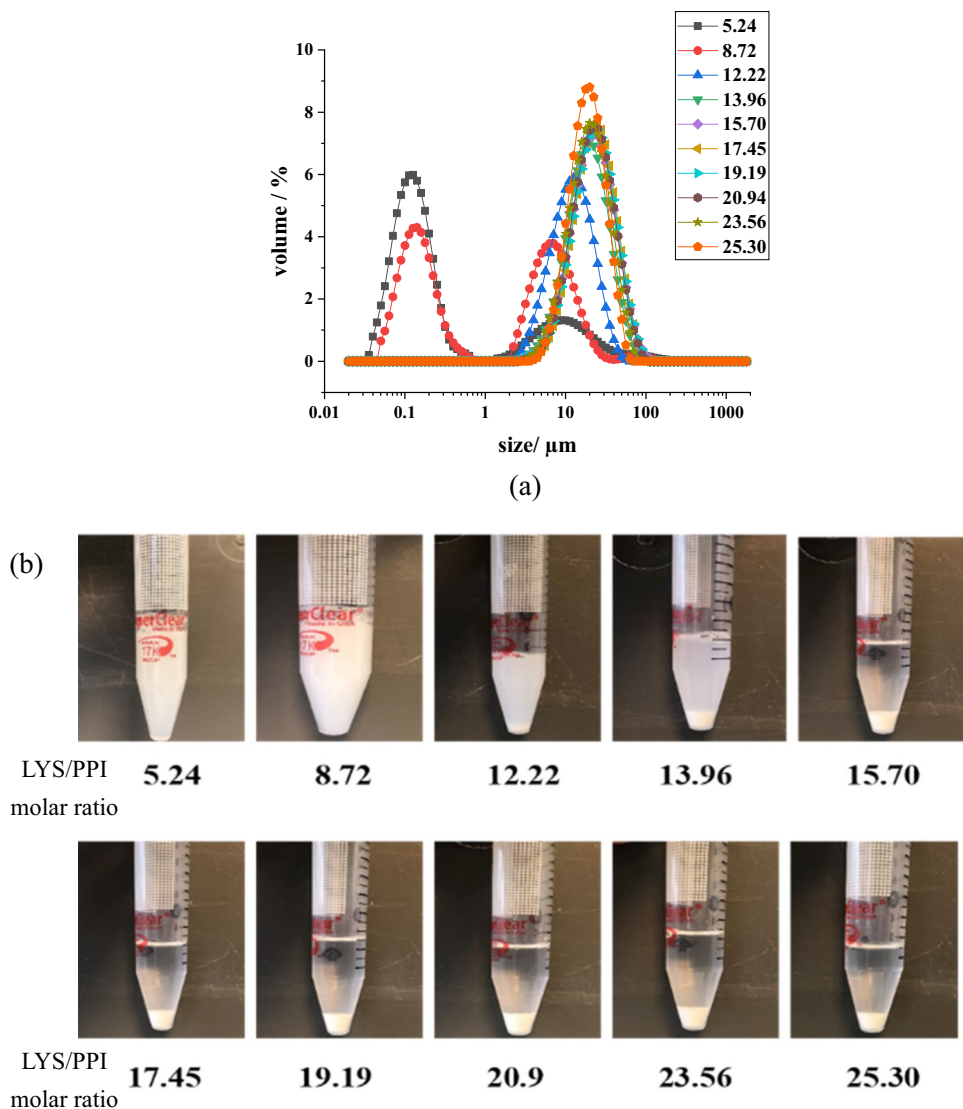 5.24
8.72
12.22
13.96
15.70
17.45
19.19
20.94
23.56
25.30
10
8
6
4
2
0
volume / %
0.01 0.1 1 10 100 1000
size/ µm
(a)
(b)
LYS/PPI
molar ratio
5.24 8.72 12.22 13.96 15.70
LYS/PPI
molar ratio
17.45 19.19 20.9 23.56 25.30